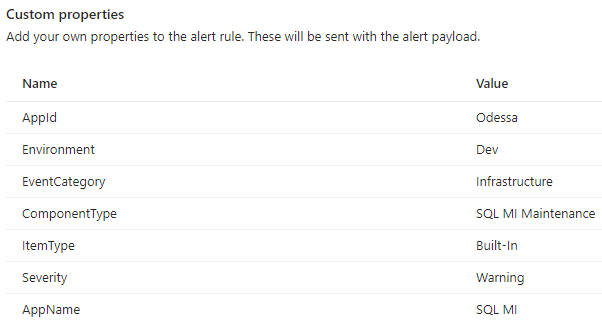 Custom properties
Add your own properties to the alert rule. These will be sent with the alert payload.
Name Value
AppId Odessa
Environment Dev
EventCategory Infrastructure
ComponentType SQL MI Maintenance
ItemType Built-In
Severity Warning
AppName SQL MI